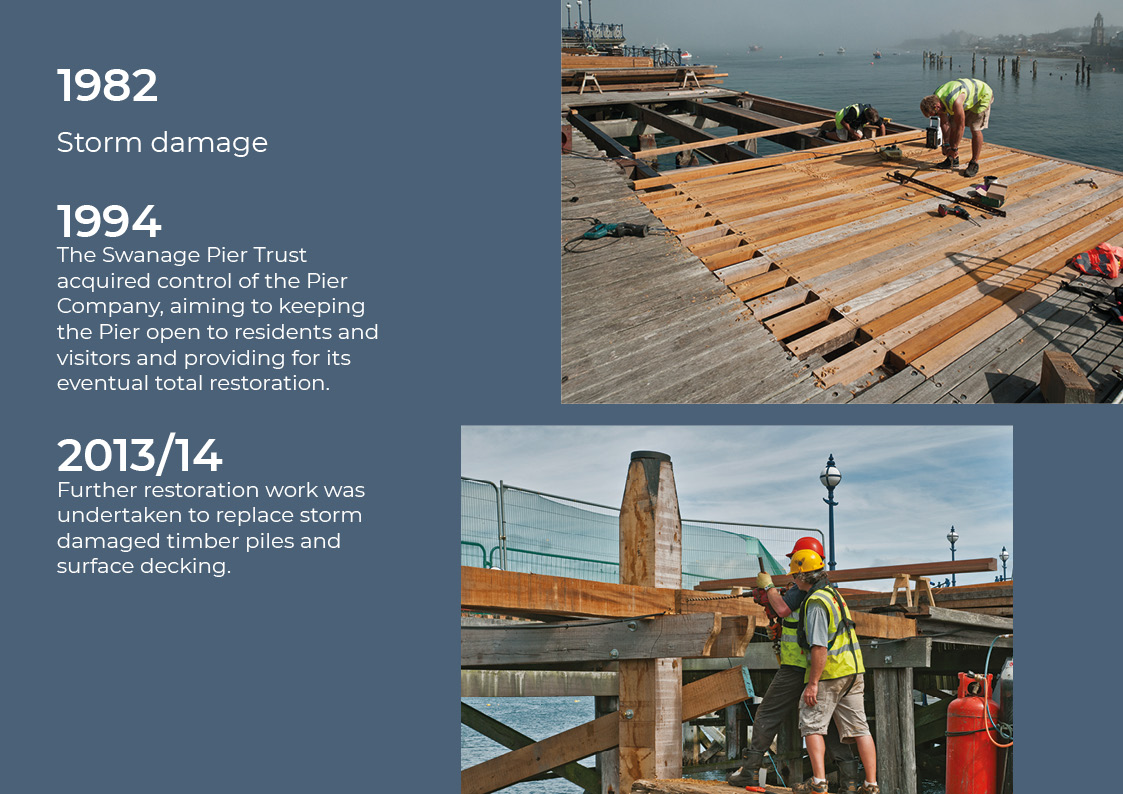 1982
Storm damage
1994
The Swanage Pier Trust
acquired control of the Pier
Company, aiming to keeping
the Pier open to residents and
visitors and providing for its
eventual total restoration.
2013/14
Further restoration work was
undertaken to replace storm
damaged timber piles and
surface decking.